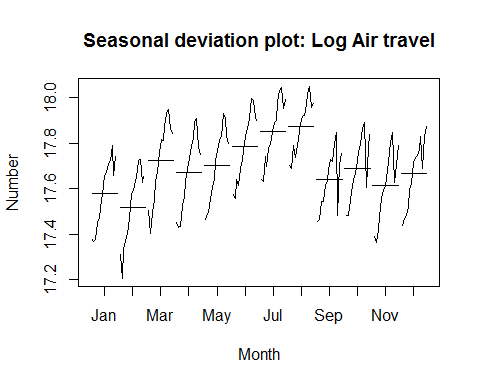 Seasonal deviation plot: Log Air travel
Number
18.0
17.8
17.6
17.4
17.2
Jan Mar May Jul Sep Nov
Month